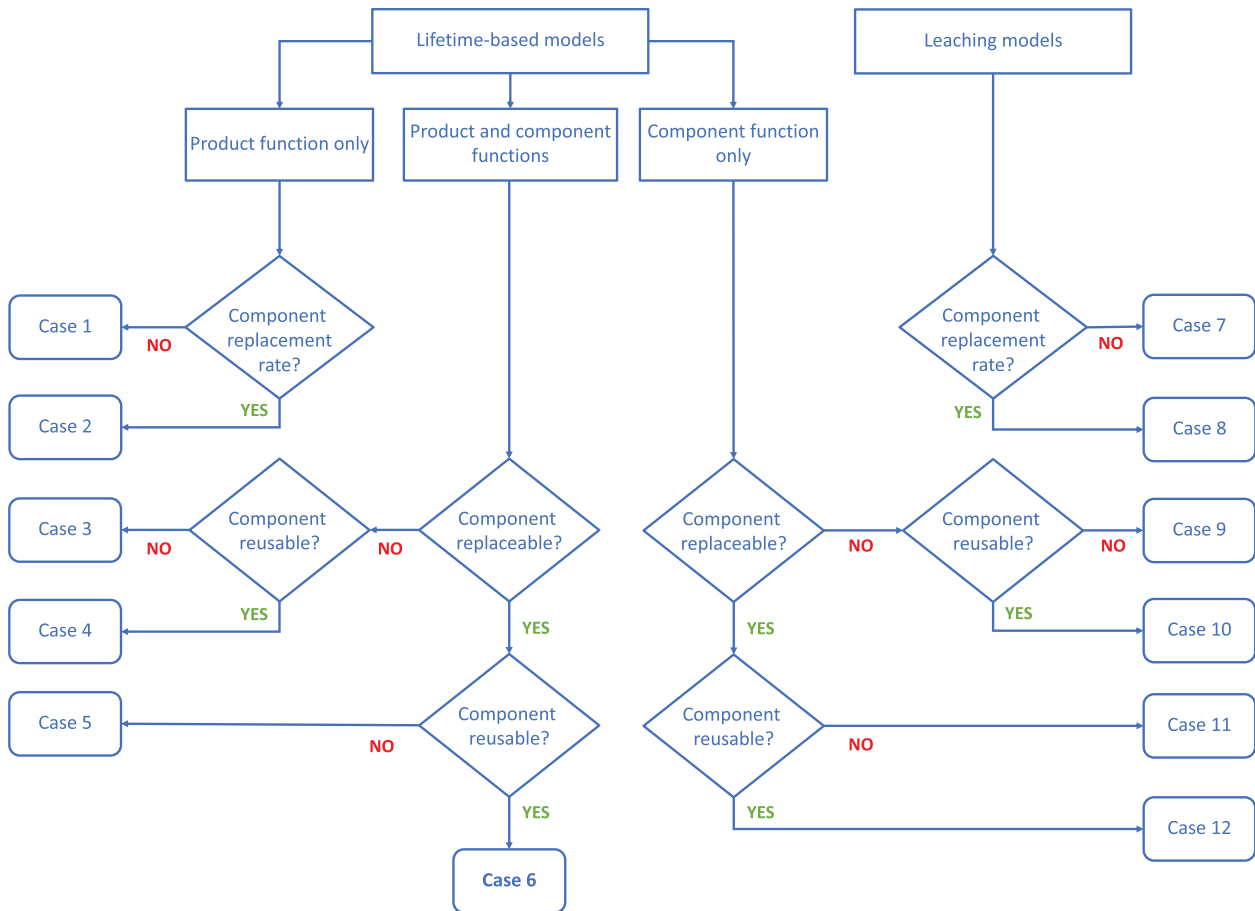 Lifetime-based models
Leaching models
Product function only
Product and component
functions
Component function
only
Component
replacement
rate?
Case 1
NO
YES
Case 2
Component
replacement
rate?
Case 7
NO
YES
Case 8
Case 3
NO
Component
reusable?
NO
Component
replaceable?
YES
Case 4
YES
Component
replaceable?
NO
Component
reusable?
NO
Case 9
YES
Case 10
YES
Case 5
NO
Component
reusable?
YES
Case 6
Component
reusable?
NO
Case 11
YES
Case 12